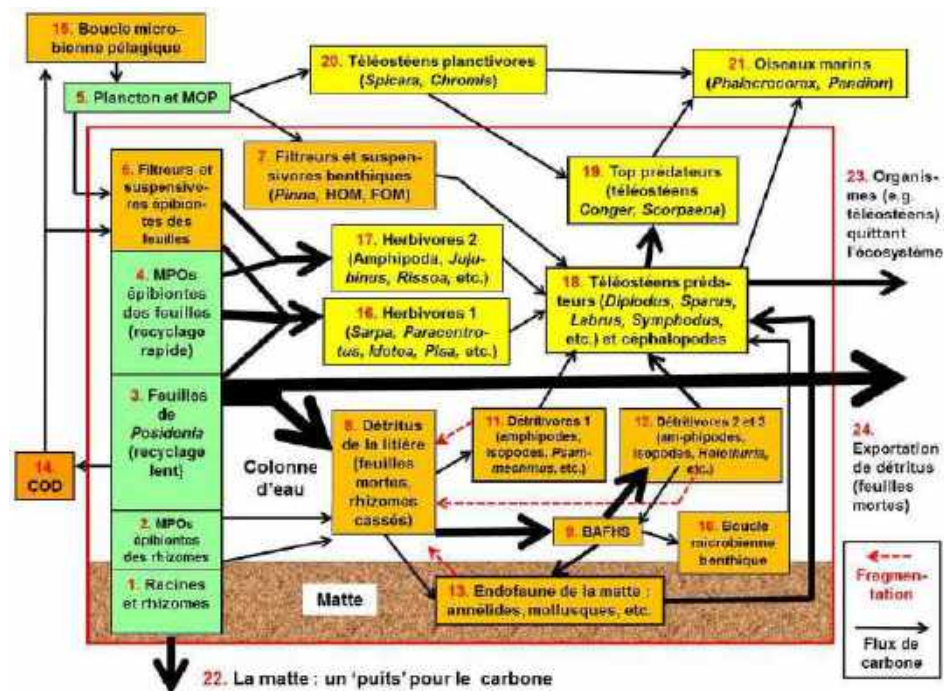 15. Boucle micro-
bienne pélagique
20. Téléostéens planctivores
(Spicara, Chromis)
21. Oiseaux marins
(Phalacrocorax, Pandion)
5. Plancton et MOP
6. Filtreurs et
suspensivo-
res épibiontes
des feuilles
7. Filtreurs et suspen-
sivores benthiques
(Pinna, HOM, FOM)
19. Top prédateurs
(téléostéens
Conger, Scorpaena)
23. Organis-
mes (e.g.
téléostéens)
quittant
l'écosystème
17. Herbivores 2
(Amphipoda, Juju-
binus, Rissoa, etc.)
4. MPOs
épibiontes
des feuilles
(recyclage
rapide)
16. Herbivores 1
(Sarpa, Paracentro-
tus, Idotea, Pisa, etc.)
18. Téléostéens préda-
teurs (Diplodus, Sparus,
Labrus, Symphodus,
etc.) et céphalopodes
3. Feuilles
de
Posidonia
(recyclage
lent)
8. Détritus
de la litière
(feuilles
mortes,
rhizomes
cassés)
11. Détritivores 1
(amphipodes,
isopodes, Psam-
mechinus, etc.)
12. Détritivores 2 et 3
(am-phipodes,
isopodes, Holothuria,
etc.)
24.
Exportation
de détritus
(feuilles
mortes)
14.
COD
Colonne
d'eau
2. MPOs
épibiontes
des rhizomes
9. BAFHS
10. Boucle
microbienne
benthique
1. Racines
et rhizomes
Matte
13. Endofaune de la matte :
annélides, mollusques, etc.
Fragmen-
tation
Flux de
carbone
22. La matte : un 'puits' pour le carbone